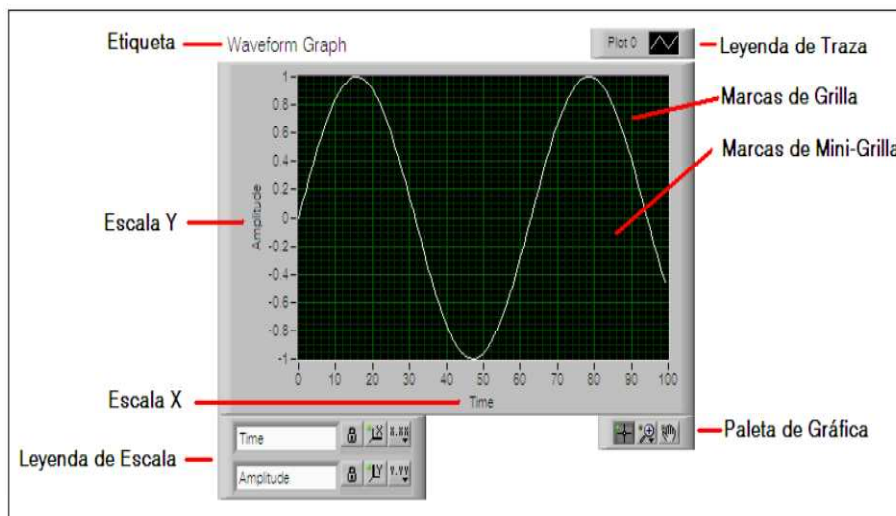 Etiqueta
Waveform Graph
Plot 0
Leyenda de Traza
Marcas de Grilla
Marcas de Mini-Grilla
Escala Y
Amplitude
1
0.8
0.6
0.4
0.2
0
-0.2
-0.4
-0.6
-0.8
-1
0 10 20 30 40 50 60 70 80 90 100
Time
Escala X
Leyenda de Escala
Time
X
X.XX
Amplitude
Y
Y.YY
Paleta de Gráfica